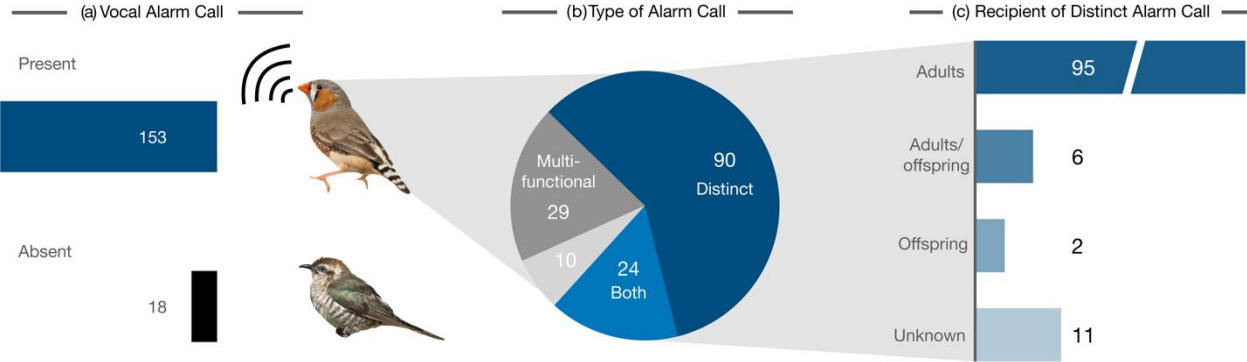 (a) Vocal Alarm Call
Present
153
Absent
18
(b) Type of Alarm Call
90
Distinct
Multi-
functional
29
10
24
Both
(c) Recipient of Distinct Alarm Call
Adults
95
Adults/
offspring
6
Offspring
2
Unknown
11